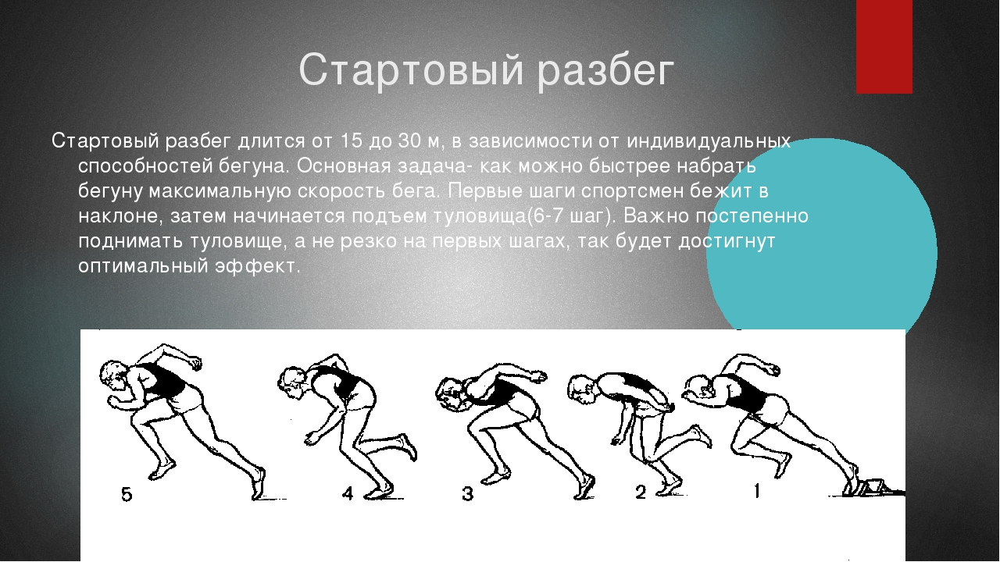 Стартовый разбег
Стартовый разбег длится от 15 до 30 м, в зависимости от индивидуальных
способностей бегуна. Основная задача- как можно быстрее набрать
бегуну максимальную скорость бега. Первые шаги спортсмен бежит в
наклоне, затем начинается подъем туловища(6-7 шаг). Важно постепенно
поднимать туловище, а не резко на первых шагах, так будет достигнут
оптимальный эффект.
5 4 3 2 1